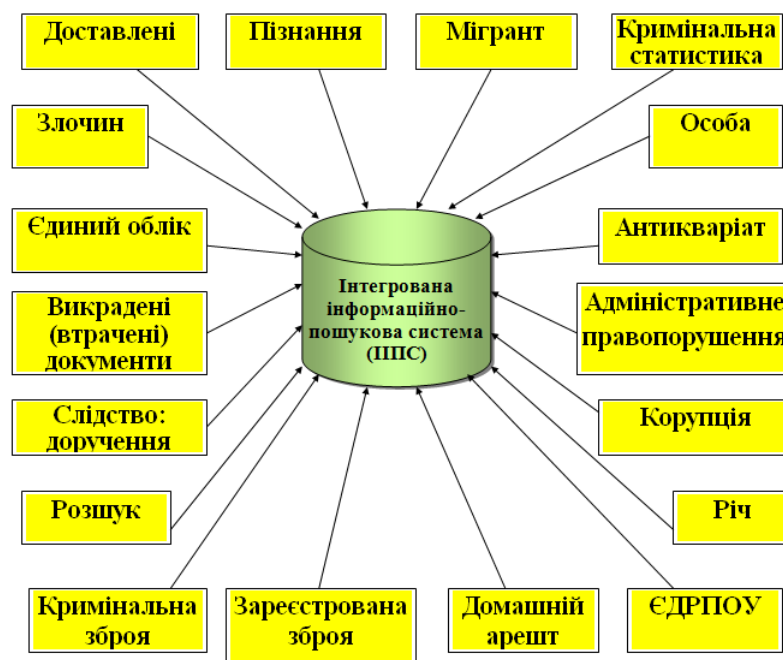 Доставлені
Пізнання
Мігрант
Кримінальна
статистика
Злочин
Особа
Єдиний облік
Антикваріат
Інтегрована
інформаційно-
пошукова система
(ІІПС)
Викрадені
(втрачені)
документи
Адміністративне
правопорушення
Слідство:
доручення
Корупція
Розшук
Річ
Кримінальна
зброя
Зареєстрована
зброя
Домашній
арешт
ЄДРПОУ